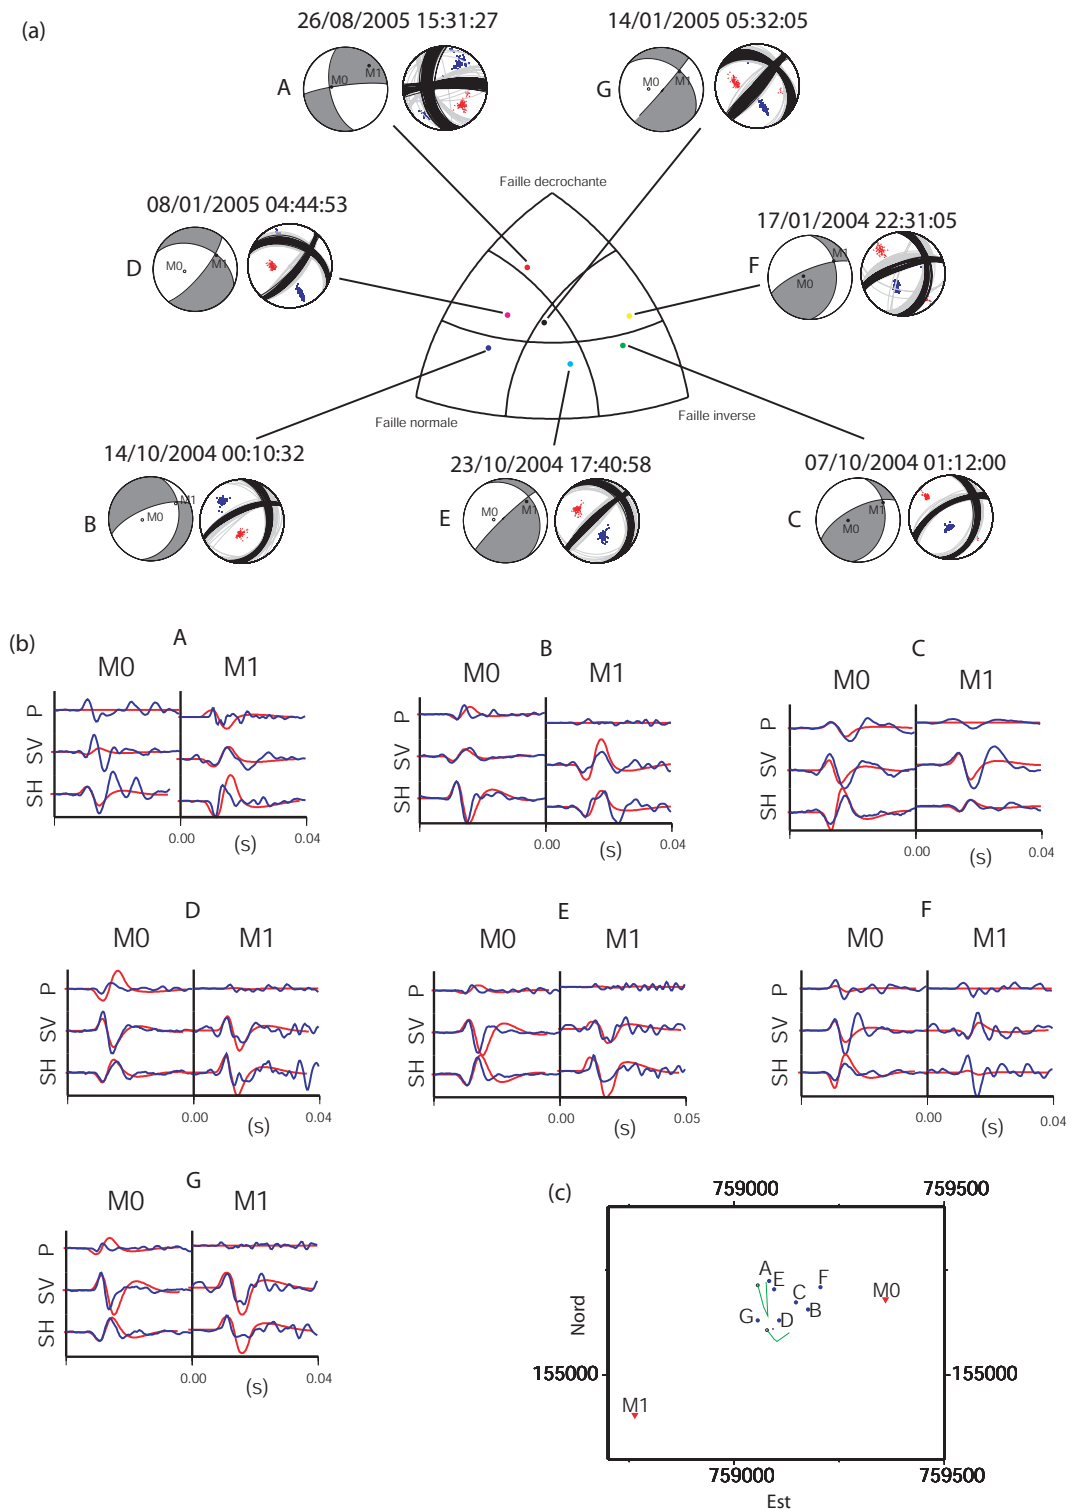 (a)
26/08/2005 15:31:27
14/01/2005 05:32:05
A
M0
M1
G
M0
M1
Faille decrochante
08/01/2005 04:44:53
17/01/2004 22:31:05
D
M0
M1
F
M0
M1
Faille normale
Faille inverse
14/10/2004 00:10:32
23/10/2004 17:40:58
07/10/2004 01:12:00
B
M0
M1
E
M0
M1
C
M0
M1
(b)
A
M0
M1
P
SV
SH
0.00
0.04
(s)
B
M0
M1
P
SV
SH
0.00
0.04
(s)
C
M0
M1
P
SV
SH
0.00
0.04
(s)
D
M0
M1
P
SV
SH
0.00
0.04
(s)
E
M0
M1
P
SV
SH
0.00
0.05
(s)
F
M0
M1
P
SV
SH
0.00
0.04
(s)
G
M0
M1
P
SV
SH
0.00
0.04
(s)
(c)
759000
759500
A
E
F
C
M0
B
G
D
Nord
155000
155000
M1
759000
759500
Est